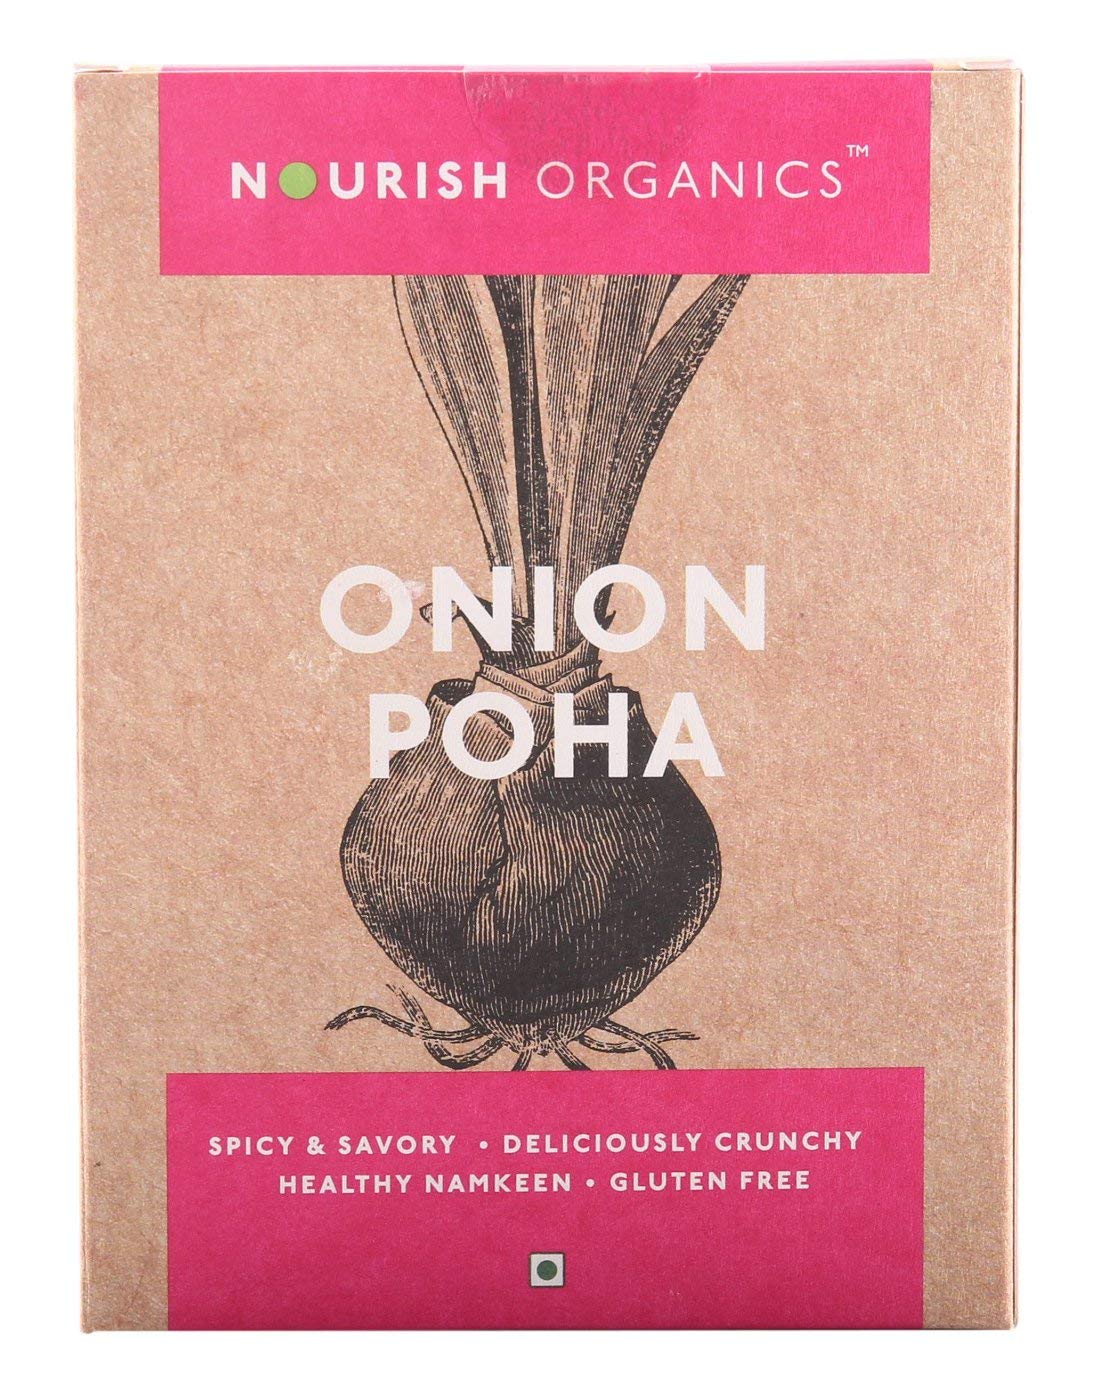 NOURISH ORGANICS™
ONION
POHA
SPICY & SAVORY • DELICIOUSLY CRUNCHY
HEALTHY NAMKEEN • GLUTEN FREE